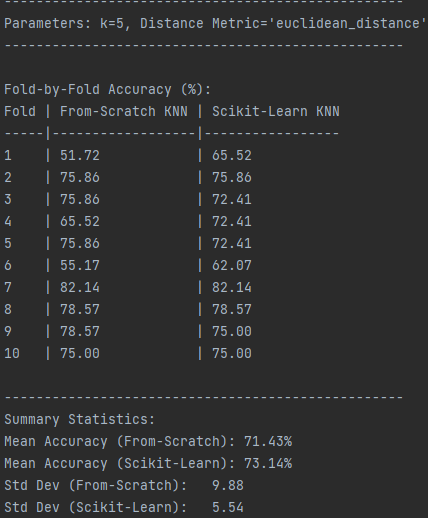 --------------------------------------------------
Parameters: k=5, Distance Metric='euclidean_distance'
--------------------------------------------------
Fold-by-Fold Accuracy (%):
Fold | From-Scratch KNN | Scikit-Learn KNN
-----|------------------|-----------------
1    | 51.72            | 65.52
2    | 75.86            | 75.86
3    | 75.86            | 72.41
4    | 65.52            | 72.41
5    | 75.86            | 72.41
6    | 55.17            | 62.07
7    | 82.14            | 82.14
8    | 78.57            | 78.57
9    | 78.57            | 75.00
10   | 75.00            | 75.00
--------------------------------------------------
Summary Statistics:
Mean Accuracy (From-Scratch): 71.43%
Mean Accuracy (Scikit-Learn): 73.14%
Std Dev (From-Scratch):   9.88
Std Dev (Scikit-Learn):   5.54